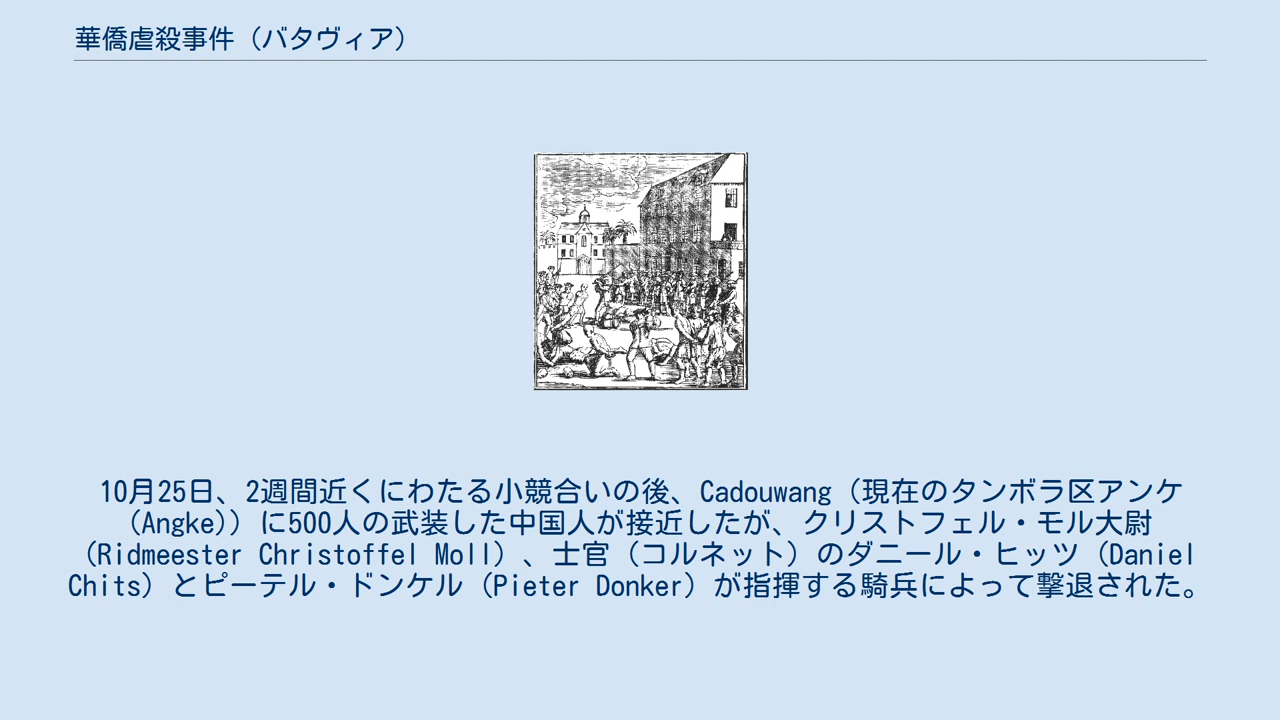 華僑虐殺事件（バタヴィア）
10月25日、2週間近くにわたる小競合いの後、Cadouwang（現在のタンボラ区アンケ
（Angke)）に500人の武装した中国人が接近したが、クリストフェル・モル大尉
（Ridmeester Christoffel Moll）、士官（コルネット）のダニール・ヒッツ（Daniel
Chits）とピーテル・ドンケル（Pieter Donker）が指揮する騎兵によって撃退された。